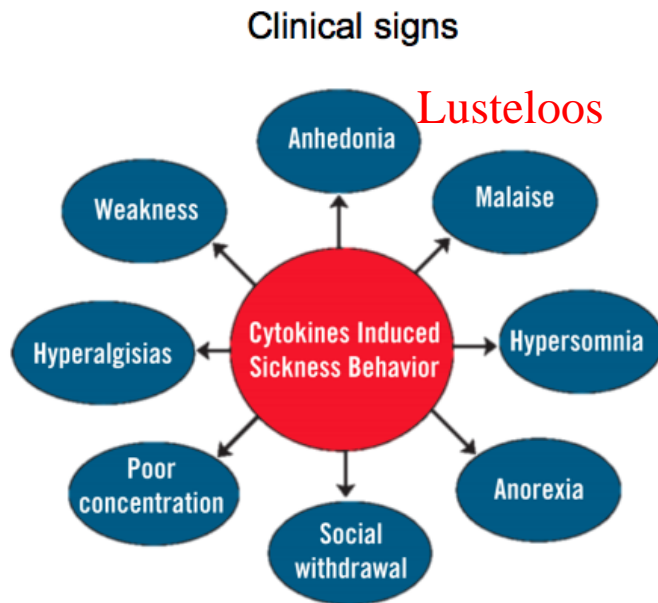 Clinical signs
Lusteloos
Anhedonia
Malaise
Weakness
Cytokines Induced
Sickness Behavior
Hypersomnia
Hyperalgisias
Anorexia
Poor
concentration
Social
withdrawal